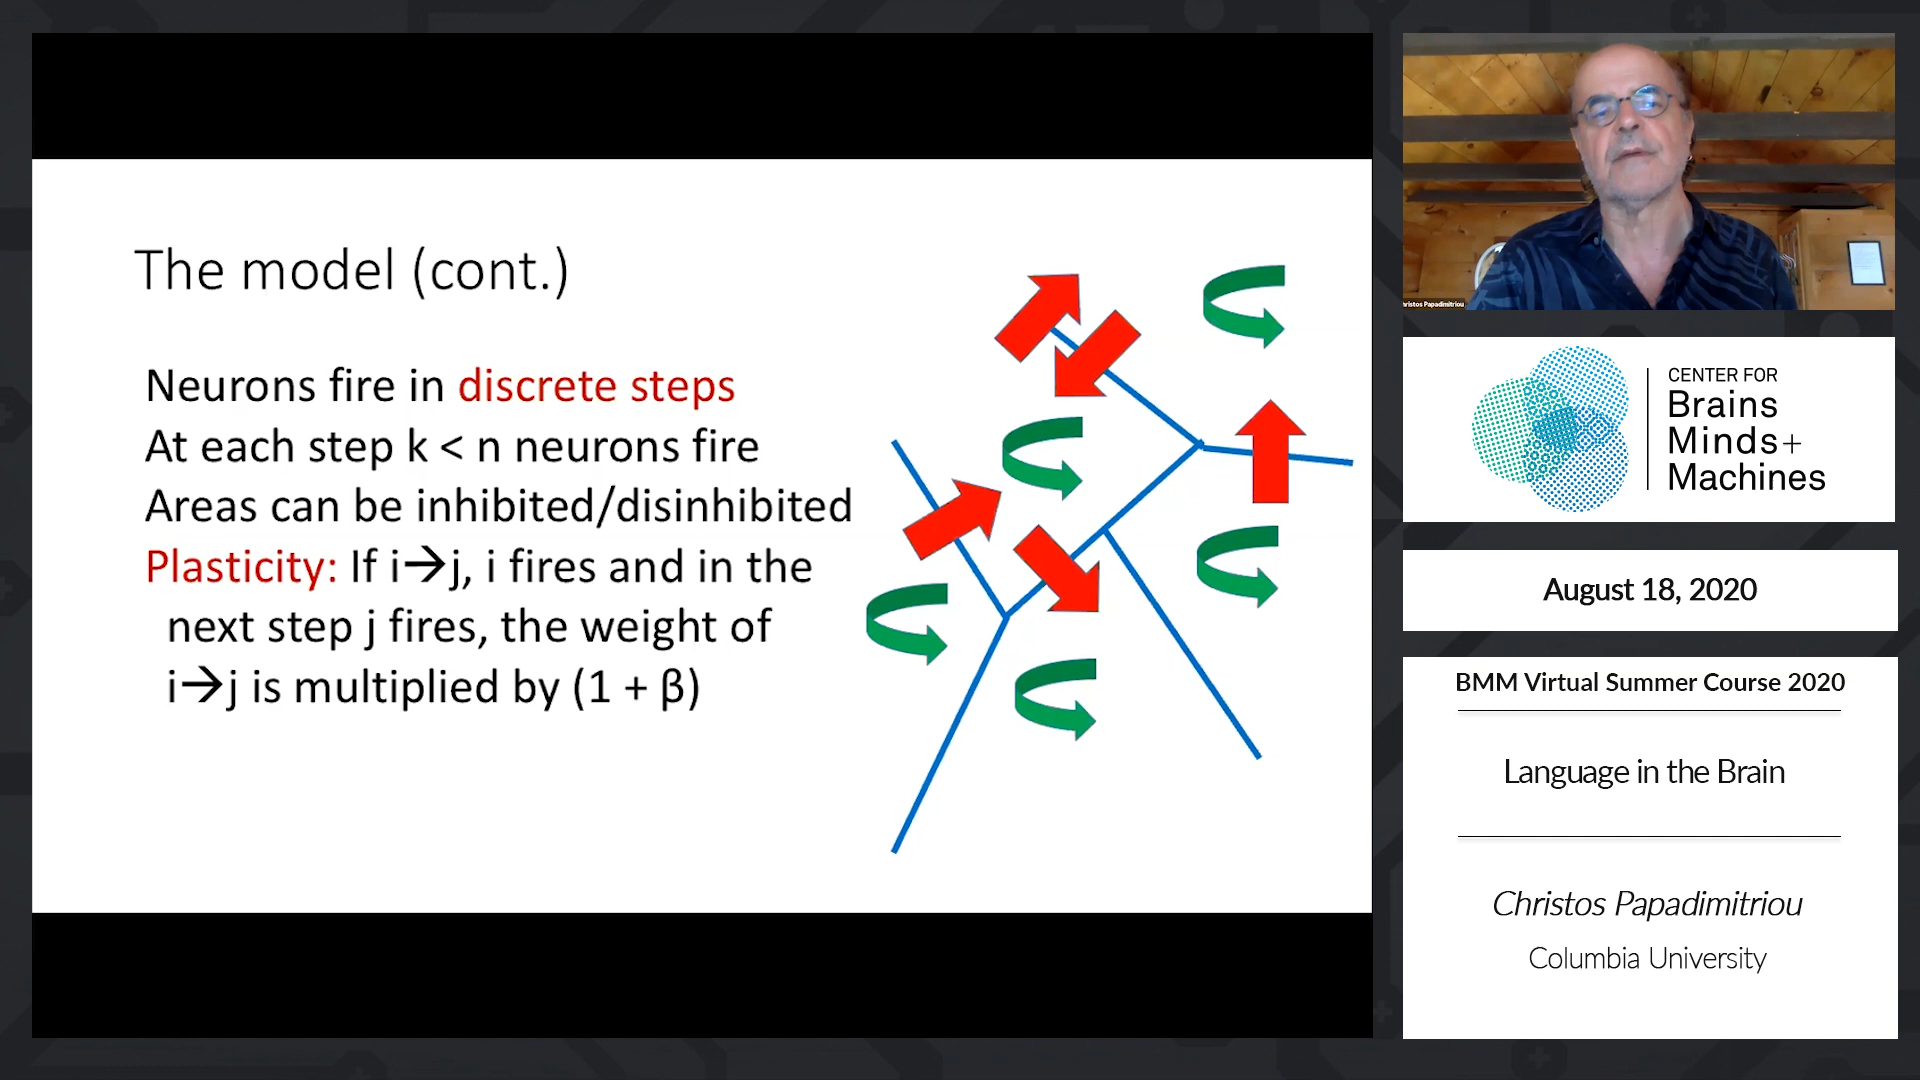 The model (cont.)
Neurons fire in discrete steps
At each step k < n neurons fire
Areas can be inhibited/disinhibited
Plasticity: If i→j, i fires and in the
next step j fires, the weight of
i→j is multiplied by (1 + β)
Christos Papadimitriou
CENTER FOR
Brains
Minds+
Machines
August 18, 2020
BMM Virtual Summer Course 2020
Language in the Brain
Christos Papadimitriou
Columbia University